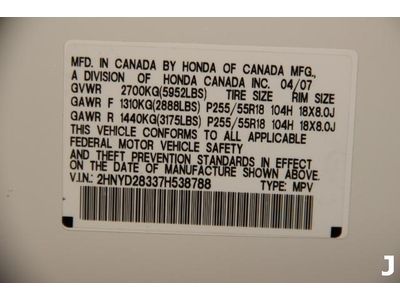 MFD. IN CANADA BY HONDA OF CANADA MFG.,
A DIVISION OF HONDA CANADA INC. 04/07
GVWR 2700KG(5952LBS) TIRE SIZE RIM SIZE
GAWR F 1310KG(2888LBS) P255/55R18 104H 18X8.0J
GAWR R 1440KG(3175LBS) P255/55R18 104H 18X8.0J
THIS VEHICLE CONFORMS TO ALL APPLICABLE
FEDERAL MOTOR VEHICLE SAFETY
AND THEFT PREVENTION STANDARDS IN EFFECT
ON THE DATE OF MANUFACTURE SHOWN ABOVE.
V.I.N.: 2HNYD28337H538788 TYPE: MPV
J